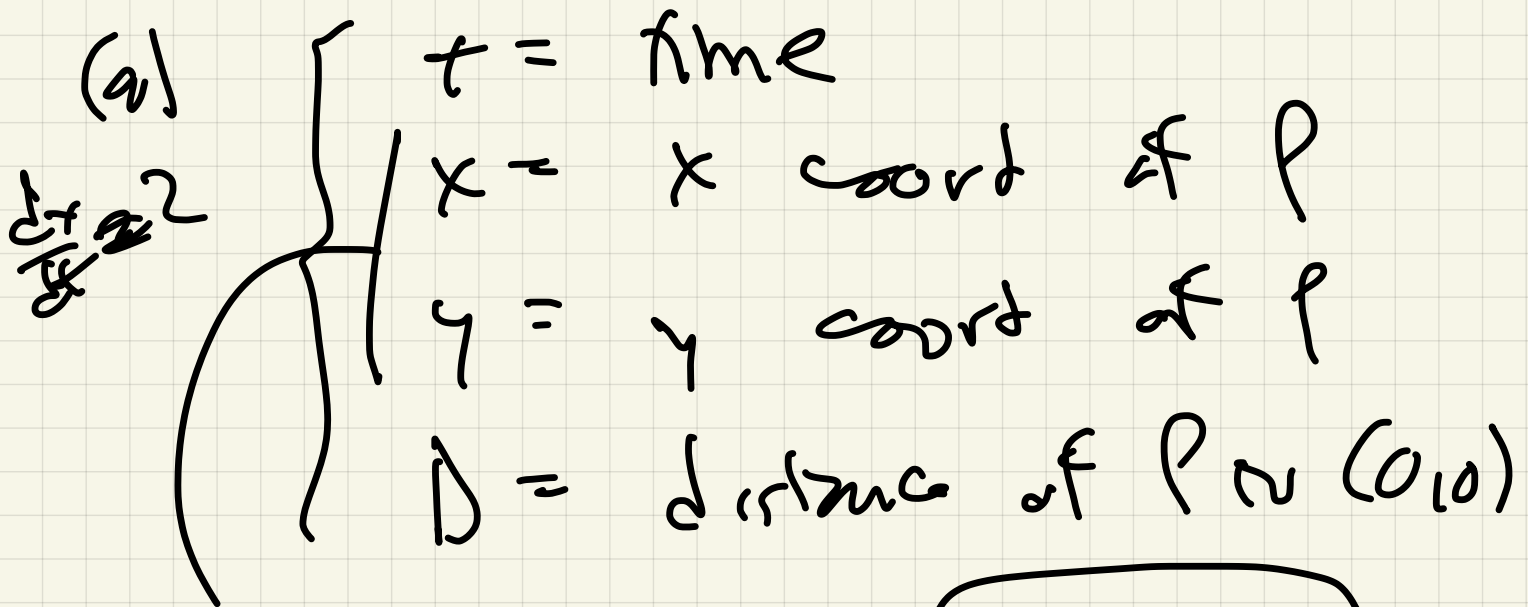 (a)
t = time
x = x coord of P
y = y coord of P
D = distance of P to (0,0)